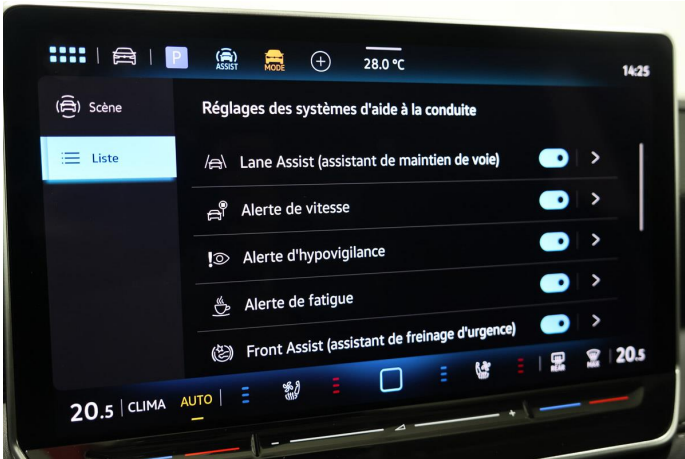 P
ASSIST
MODE
28.0 °C
14:25
Scène
Réglages des systèmes d'aide à la conduite
Liste
Lane Assist (assistant de maintien de voie)
Alerte de vitesse
Alerte d'hypovigilance
Alerte de fatigue
Front Assist (assistant de freinage d'urgence)
20.5 CLIMA AUTO
REAR
MAX
20.5
- +